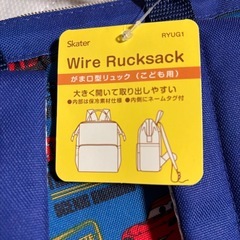 Skater
RYUG1
Wire Rucksack
がま口型リュック(こども用)
大きく開いて取り出しやすい
●内部は保冷素材仕様 ●内側にネームタグ付